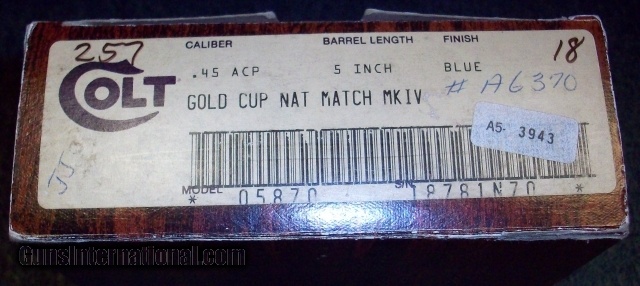 257
CALIBER BARREL LENGTH FINISH
18
COLT
.45 ACP 5 INCH BLUE
# A6370
GOLD CUP NAT MATCH MKIV
A5- 3943
JJ
MODEL S/N
* 05870 18781N70 *
GunsInternational.com